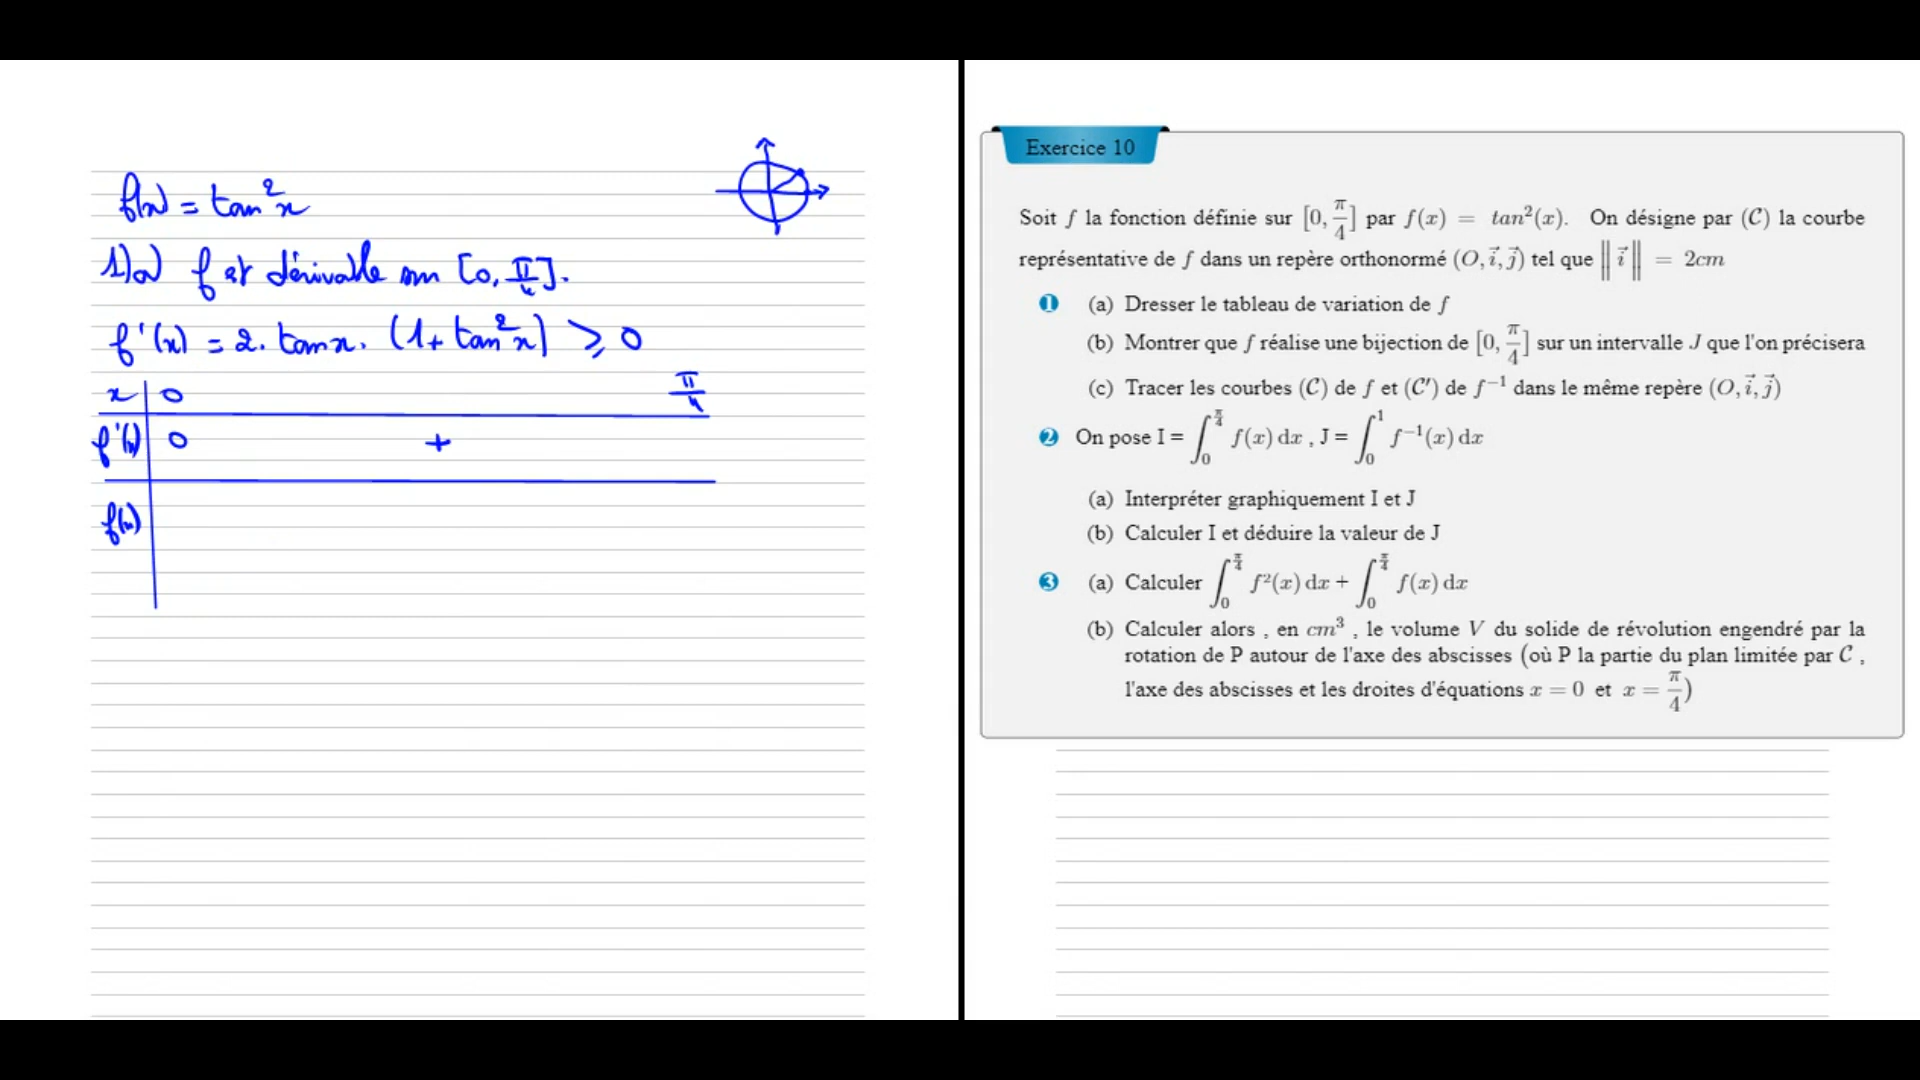 f(x) = tan²x
1)a) f est dérivable sur [0, π/4].
f'(x) = 2. tanx. (1+ tan²x) ⩾ 0
x 0 π/4
f'(x) 0 +
f(x)
Exercice 10
Soit f la fonction définie sur [0, π/4] par f(x) = tan²(x). On désigne par (C) la courbe
représentative de f dans un repère orthonormé (O, i⃗, j⃗) tel que ‖ i⃗ ‖ = 2cm
1 (a) Dresser le tableau de variation de f
(b) Montrer que f réalise une bijection de [0, π/4] sur un intervalle J que l'on précisera
(c) Tracer les courbes (C) de f et (C′) de f⁻¹ dans le même repère (O, i⃗, j⃗)
2 On pose I = ∫₀^{π/4} f(x) dx , J = ∫₀¹ f⁻¹(x) dx
(a) Interpréter graphiquement I et J
(b) Calculer I et déduire la valeur de J
3 (a) Calculer ∫₀^{π/4} f²(x) dx + ∫₀^{π/4} f(x) dx
(b) Calculer alors , en cm³ , le volume V du solide de révolution engendré par la
rotation de P autour de l'axe des abscisses (où P la partie du plan limitée par C ,
l'axe des abscisses et les droites d'équations x = 0 et x = π/4)